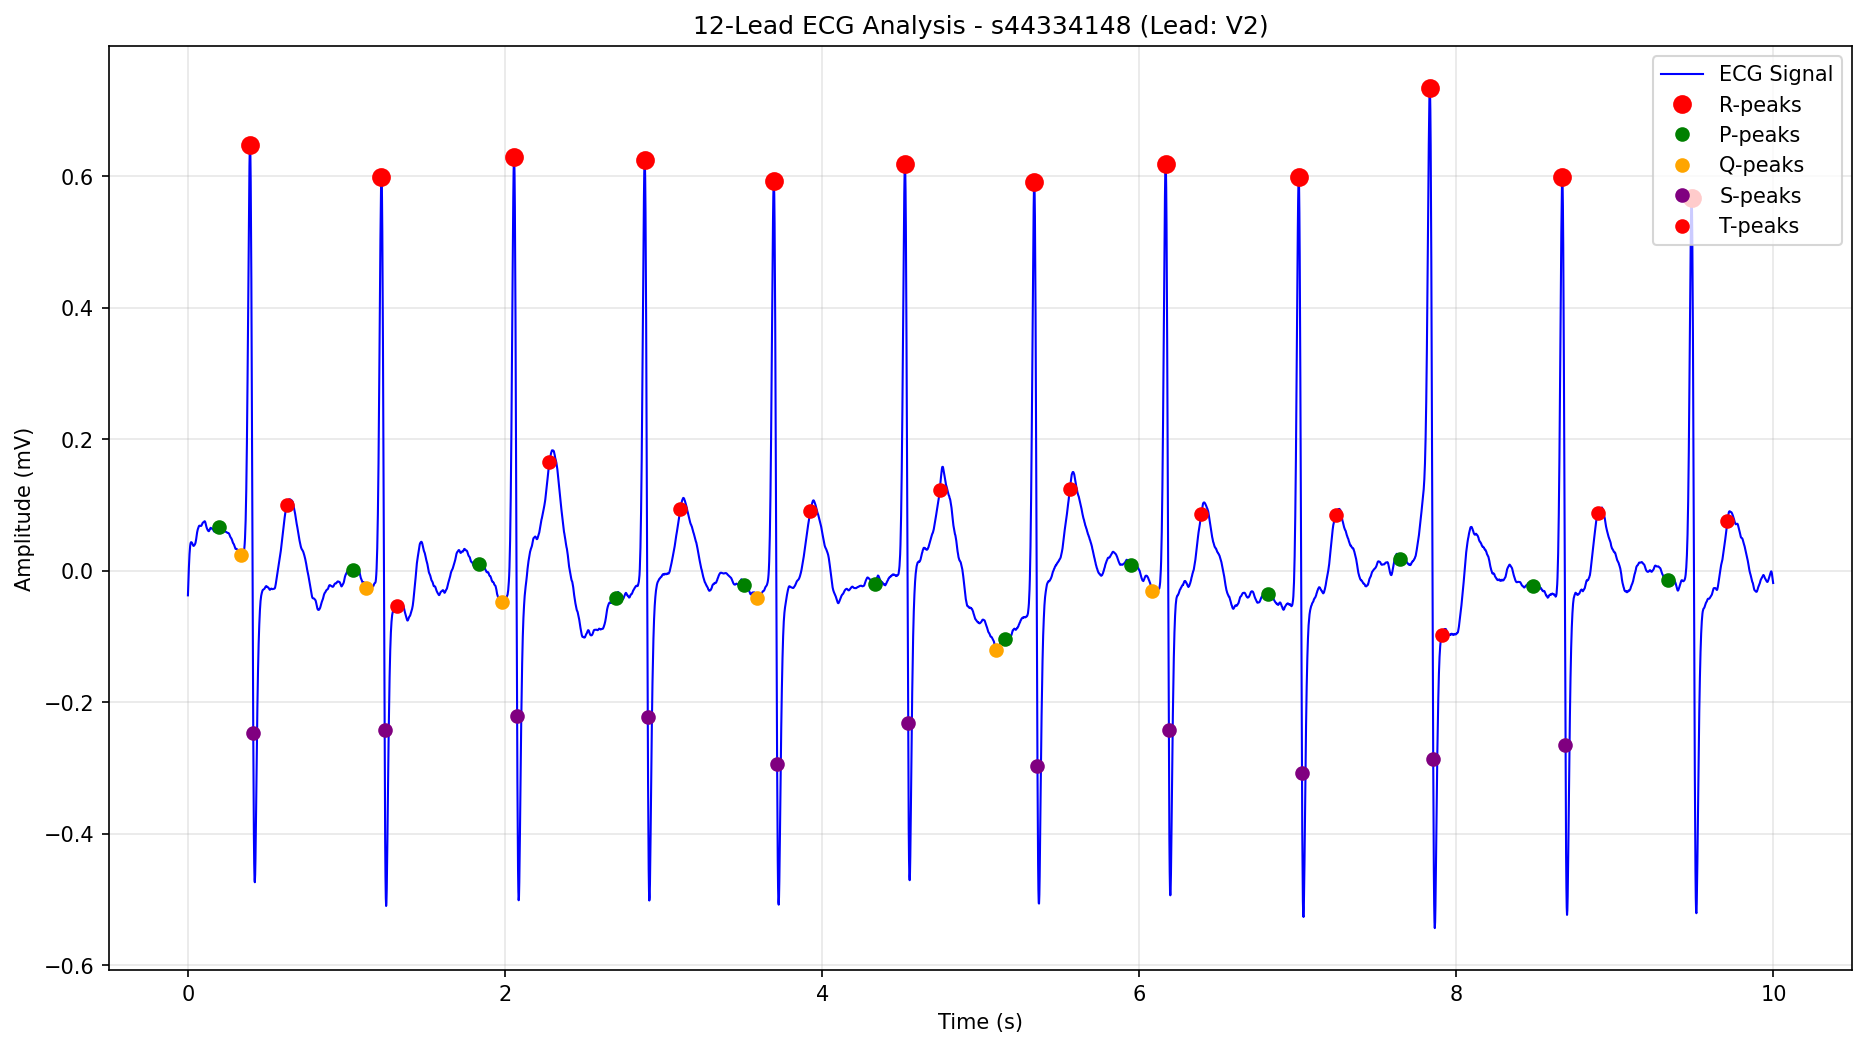 12-Lead ECG Analysis - s44334148 (Lead: V2)
ECG Signal
R-peaks
P-peaks
Q-peaks
S-peaks
T-peaks
Amplitude (mV)
0.6
0.4
0.2
0.0
−0.2
−0.4
−0.6
0 2 4 6 8 10
Time (s)